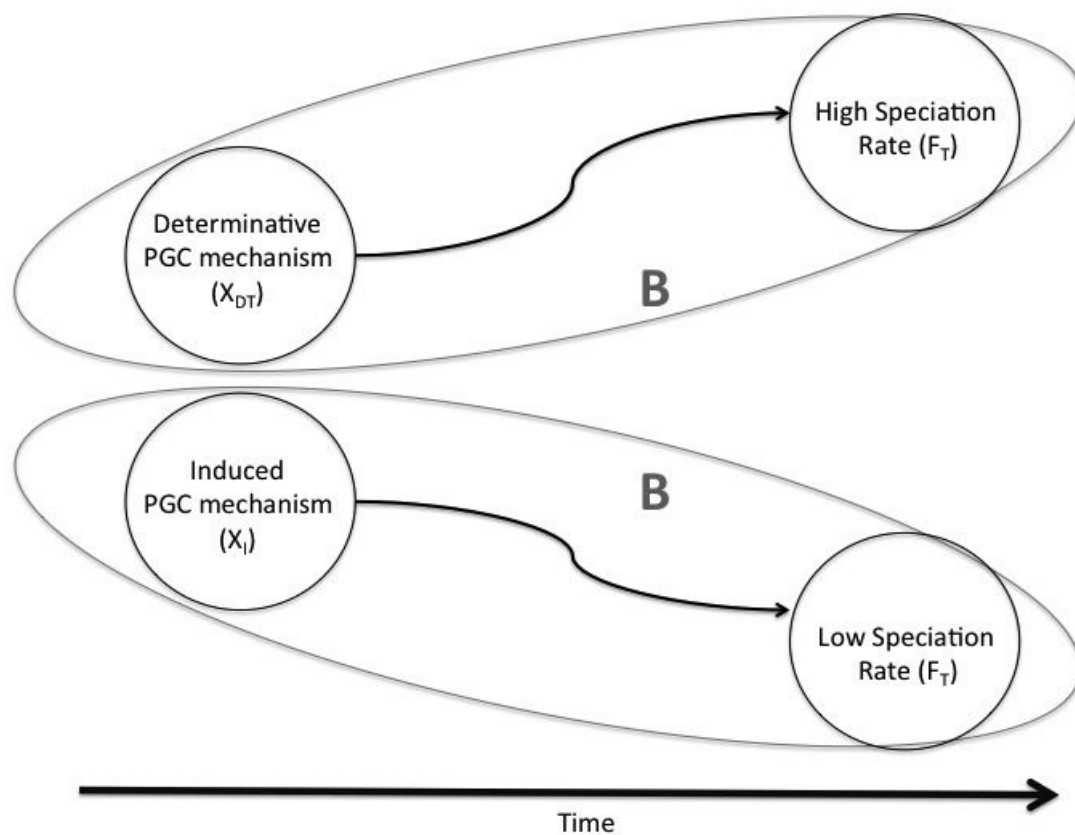 High Speciation
Rate (F_T)
Determinative
PGC mechanism
(X_DT)
B
Induced
PGC mechanism
(X_I)
B
Low Speciation
Rate (F_T)
Time